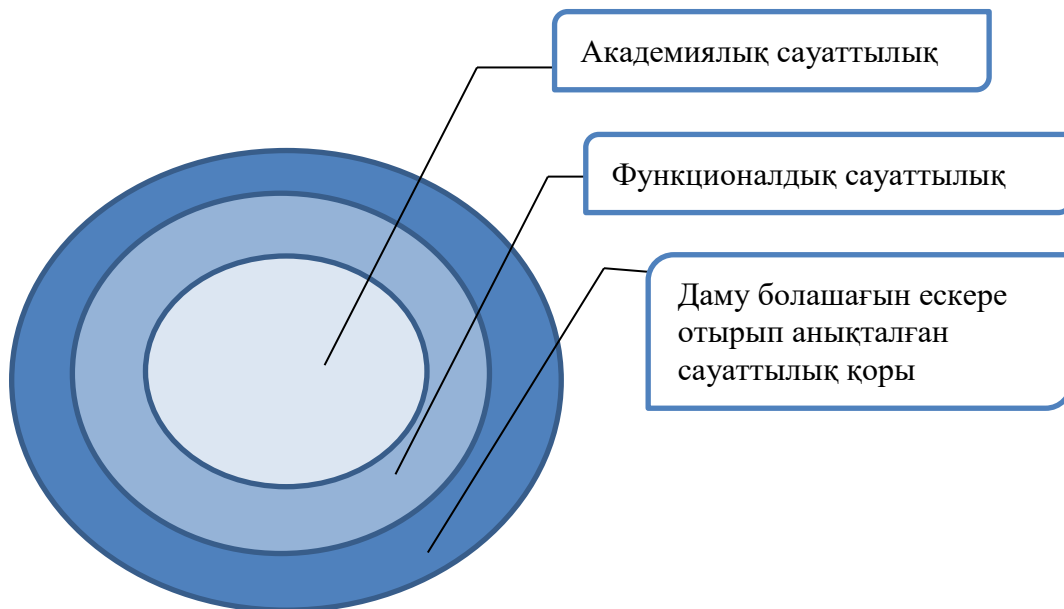 Академиялық сауаттылық
Функционалдық сауаттылық
Даму болашағын ескере
отырып анықталған
сауаттылық қоры